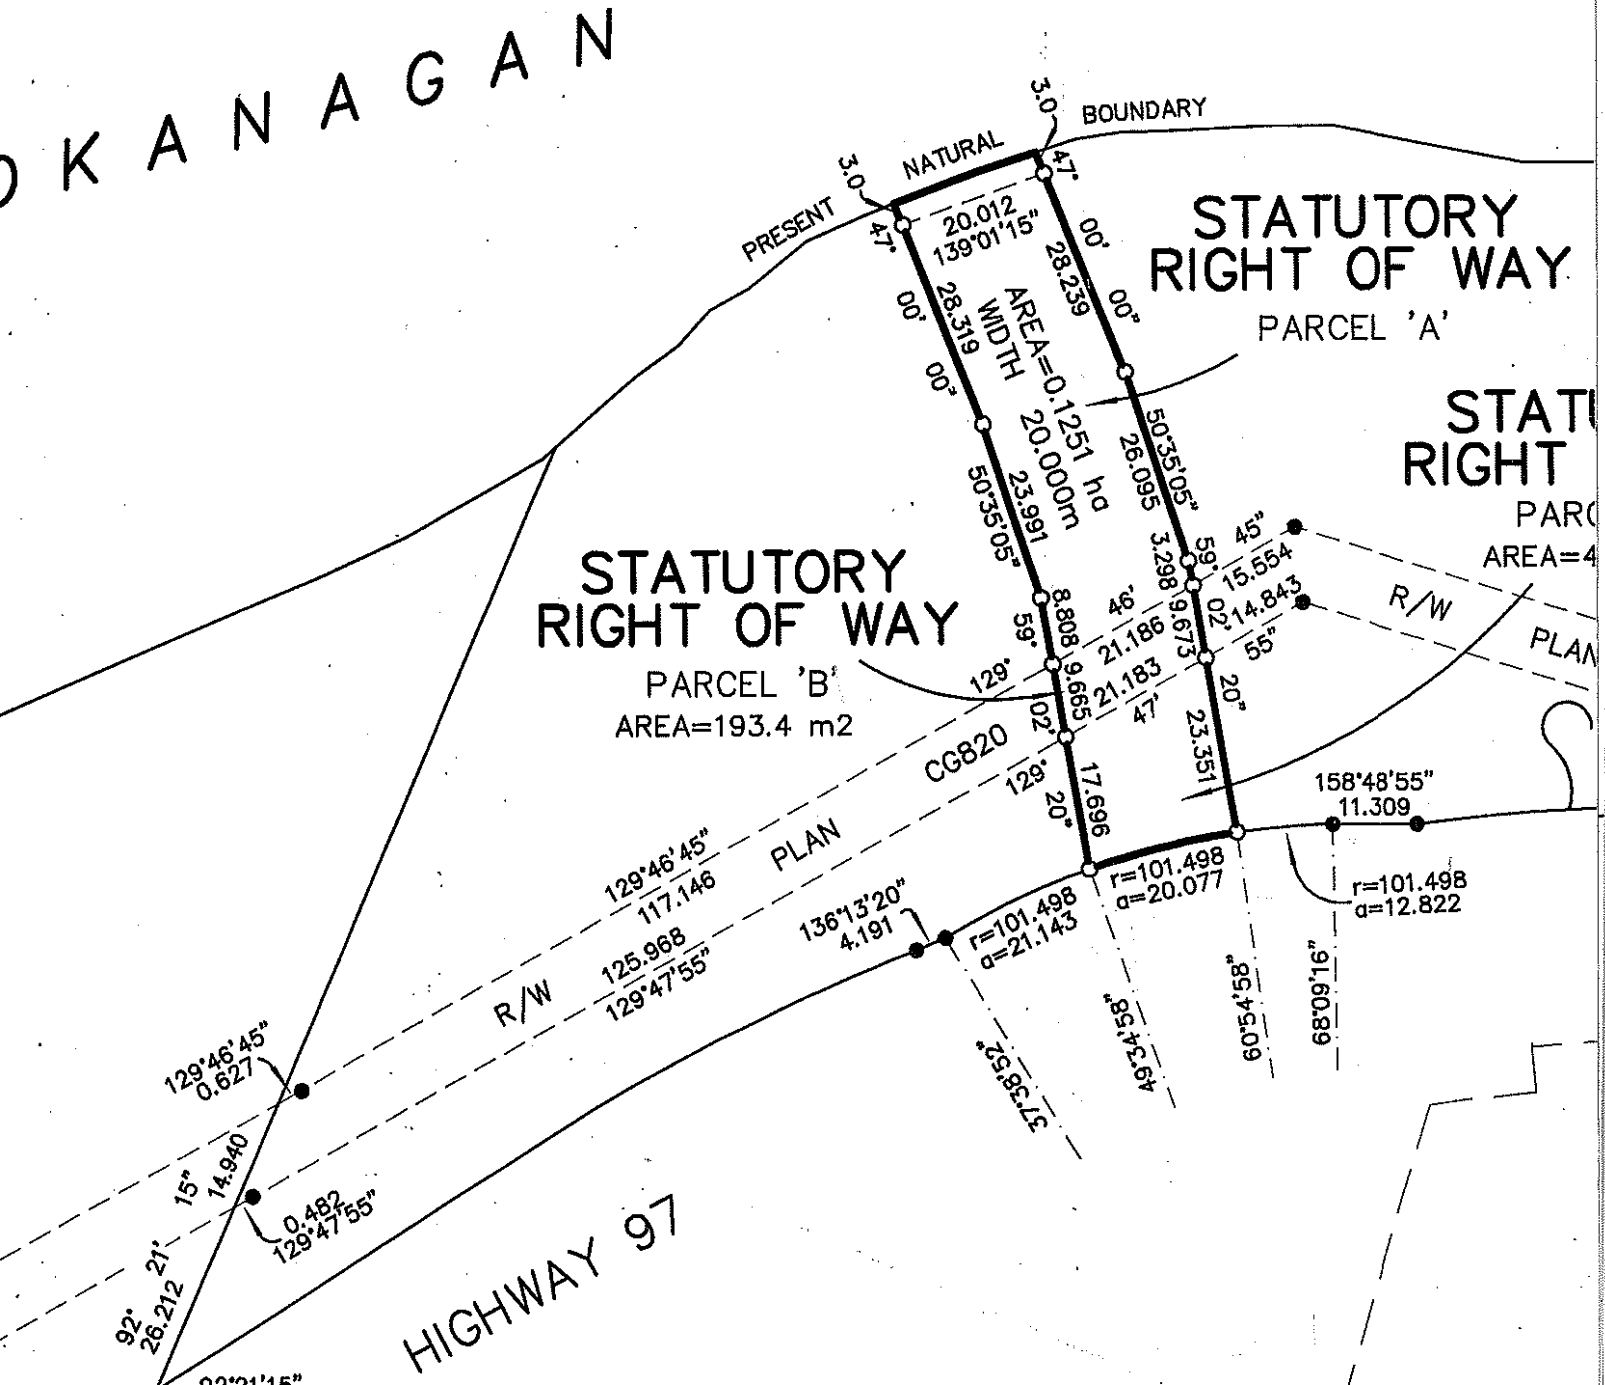 OKANAGAN
3.0
BOUNDARY
NATURAL
3.0
PRESENT
47°
47°
20.012
139°01'15"
STATUTORY
RIGHT OF WAY
PARCEL 'A'
00'
28.239
00"
00'
28.319
00"
AREA=0.1251 ha
WIDTH 20.000m
50°35'05"
26.095
50°35'05"
23.991
STATU
RIGHT
PARC
AREA=4
STATUTORY
RIGHT OF WAY
PARCEL 'B'
AREA=193.4 m2
59°
3.298
45"
15.554
R/W
PLAN
59°
8.808
46'
21.186
9.673
02'
14.843
55"
129°
9.665
02'
21.183
47'
20"
23.351
CG820
129°
20"
17.696
158°48'55"
11.309
129°46'45"
117.146
PLAN
r=101.498
a=20.077
r=101.498
a=12.822
136°13'20"
4.191
r=101.498
a=21.143
R/W
125.968
129°47'55"
37°38'52"
49°34'58"
60°54'58"
68°09'16"
129°46'45"
0.627
15"
14.940
0.482
129°47'55"
21'
92°
26.212
HIGHWAY 97
92°21'15"